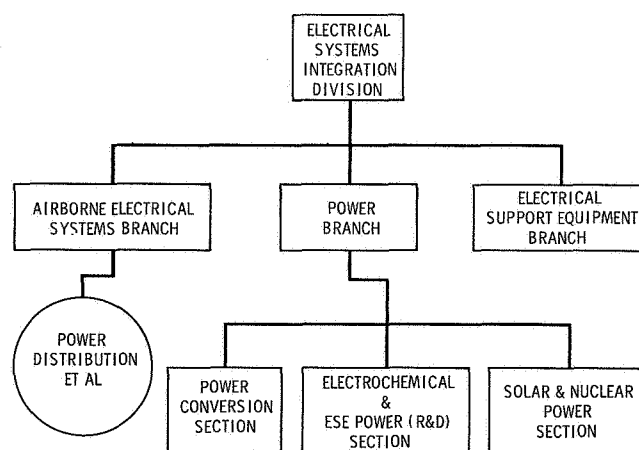 ELECTRICAL
SYSTEMS
INTEGRATION
DIVISION
AIRBORNE ELECTRICAL
SYSTEMS BRANCH
POWER
BRANCH
ELECTRICAL
SUPPORT EQUIPMENT
BRANCH
POWER
DISTRIBUTION
ET AL
POWER
CONVERSION
SECTION
ELECTROCHEMICAL
&
ESE POWER (R&D)
SECTION
SOLAR & NUCLEAR
POWER
SECTION